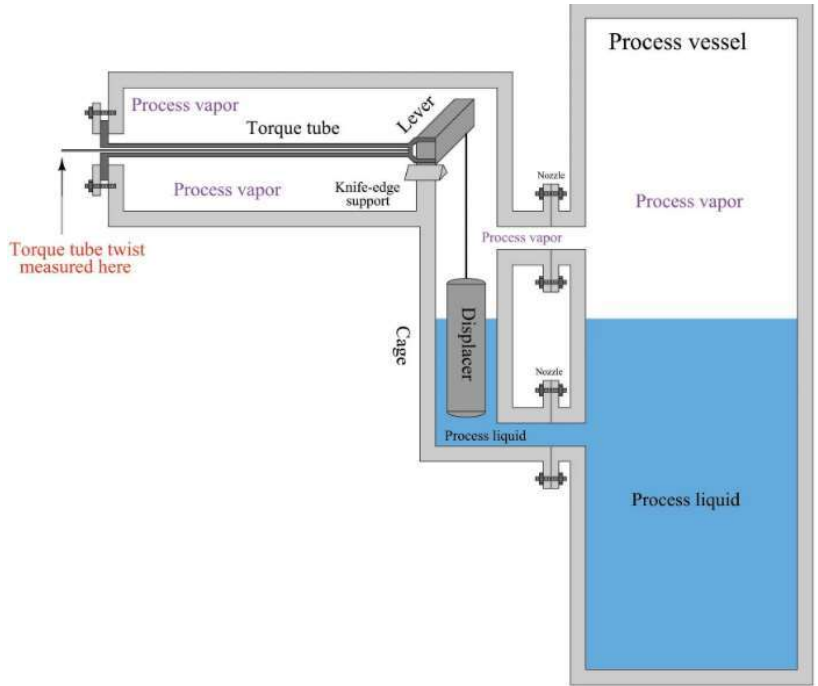 Process vessel
Process vapor
Torque tube
Lever
Process vapor
Knife-edge
support
Nozzle
Process vapor
Process vapor
Torque tube twist
measured here
Cage
Displacer
Nozzle
Process liquid
Process liquid